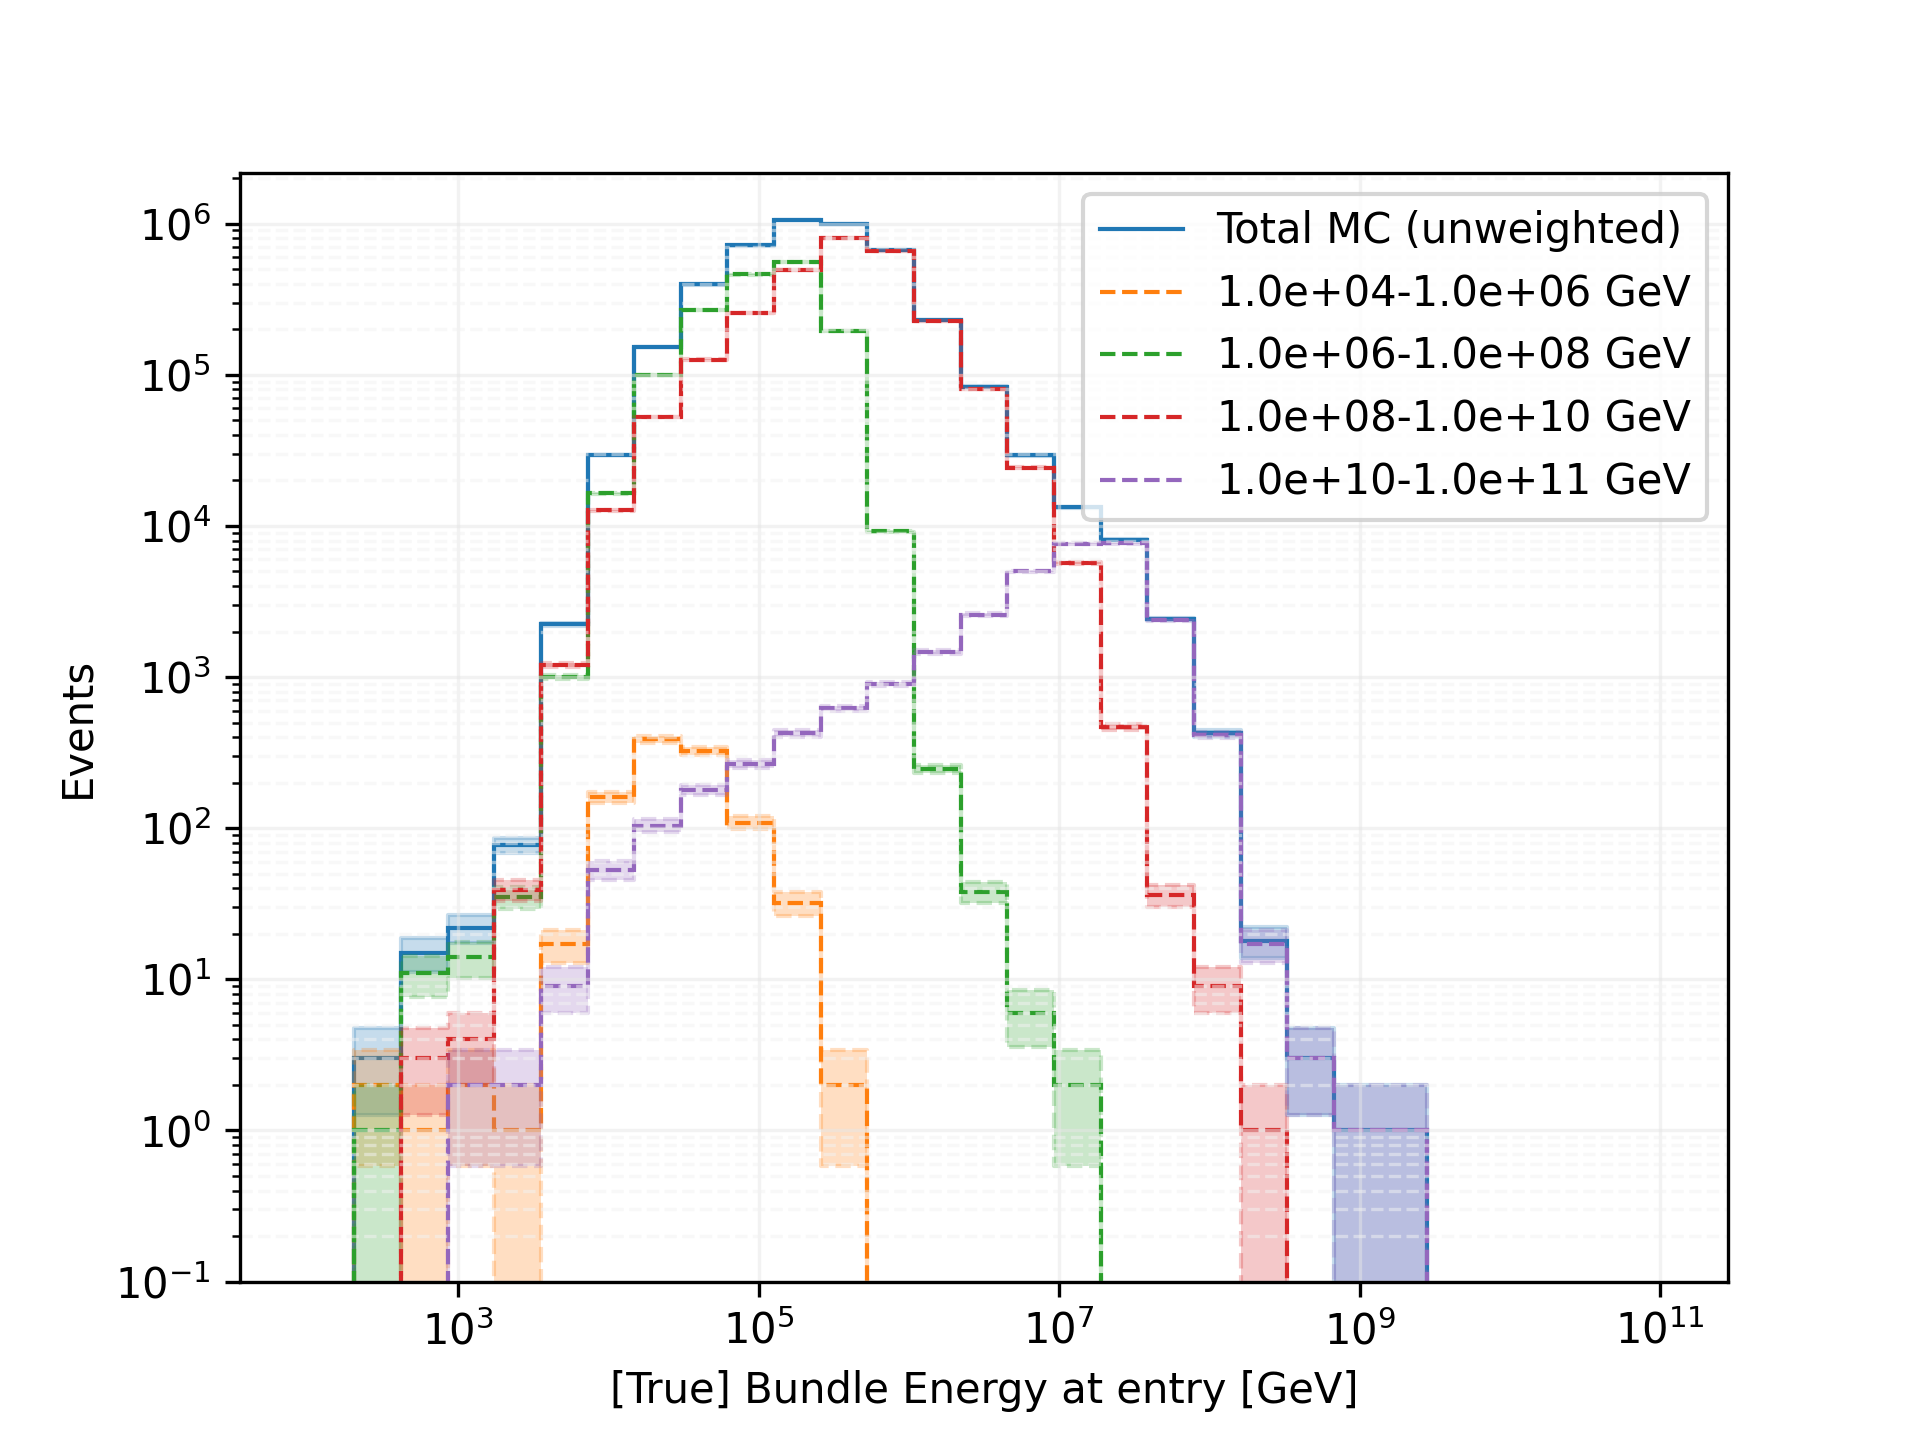 Total MC (unweighted)
1.0e+04-1.0e+06 GeV
1.0e+06-1.0e+08 GeV
1.0e+08-1.0e+10 GeV
1.0e+10-1.0e+11 GeV
Events
10⁶
10⁵
10⁴
10³
10²
10¹
10⁰
10⁻¹
10³ 10⁵ 10⁷ 10⁹ 10¹¹
[True] Bundle Energy at entry [GeV]